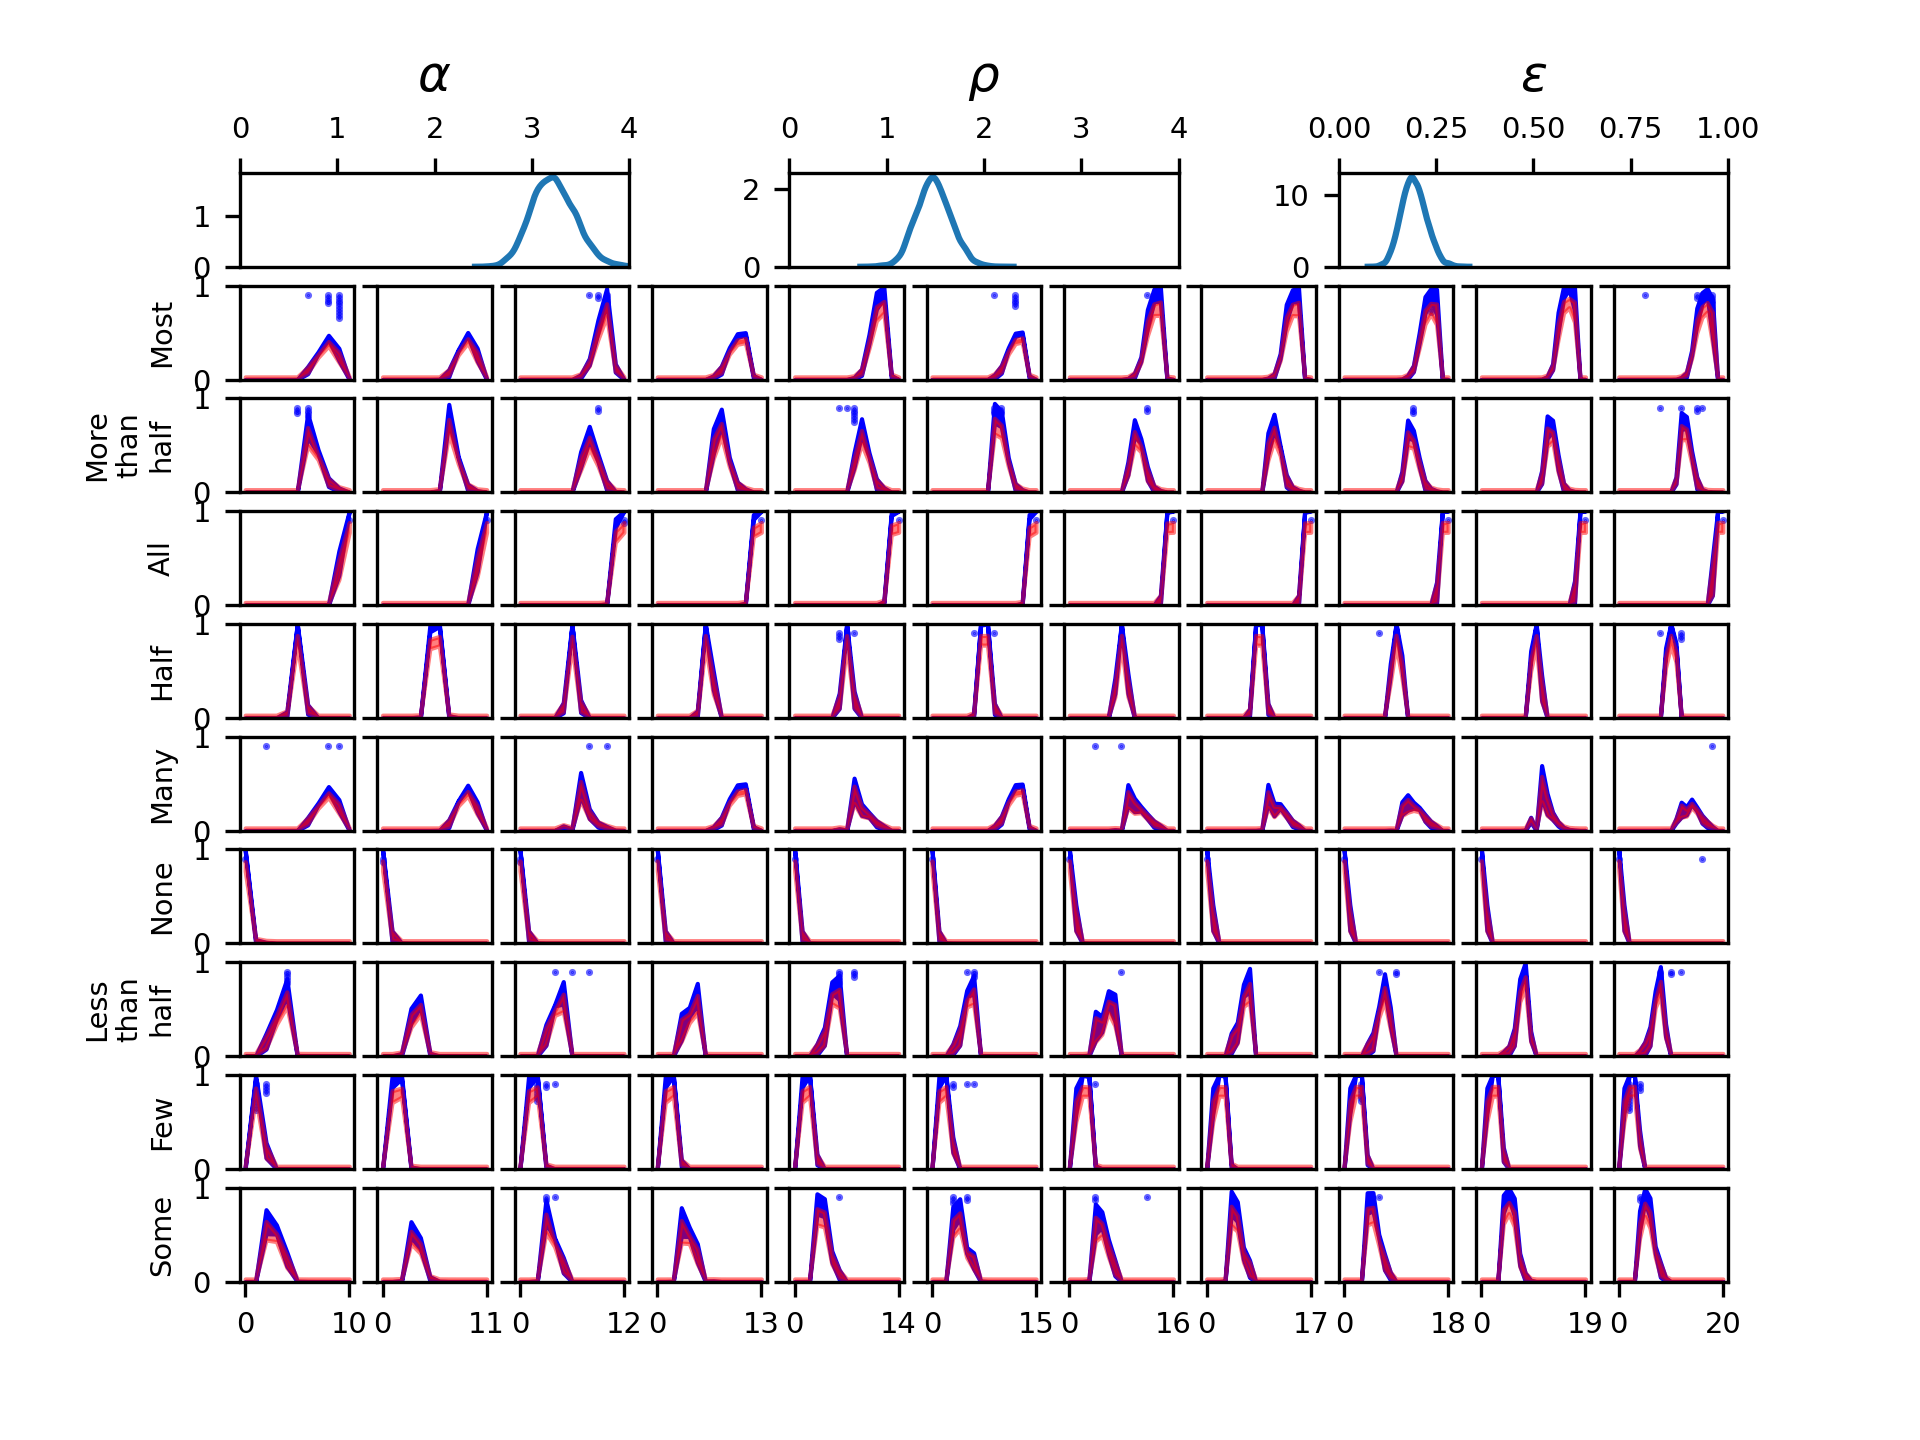 α ρ ε
0 1 2 3 4 0 1 2 3 4 0.00 0.25 0.50 0.75 1.00
1 0 2 0 10 0
Most 1 0
More than half 1 0
All 1 0
Half 1 0
Many 1 0
None 1 0
Less than half 1 0
Few 1 0
Some 1 0
0 10 0 11 0 12 0 13 0 14 0 15 0 16 0 17 0 18 0 19 0 20